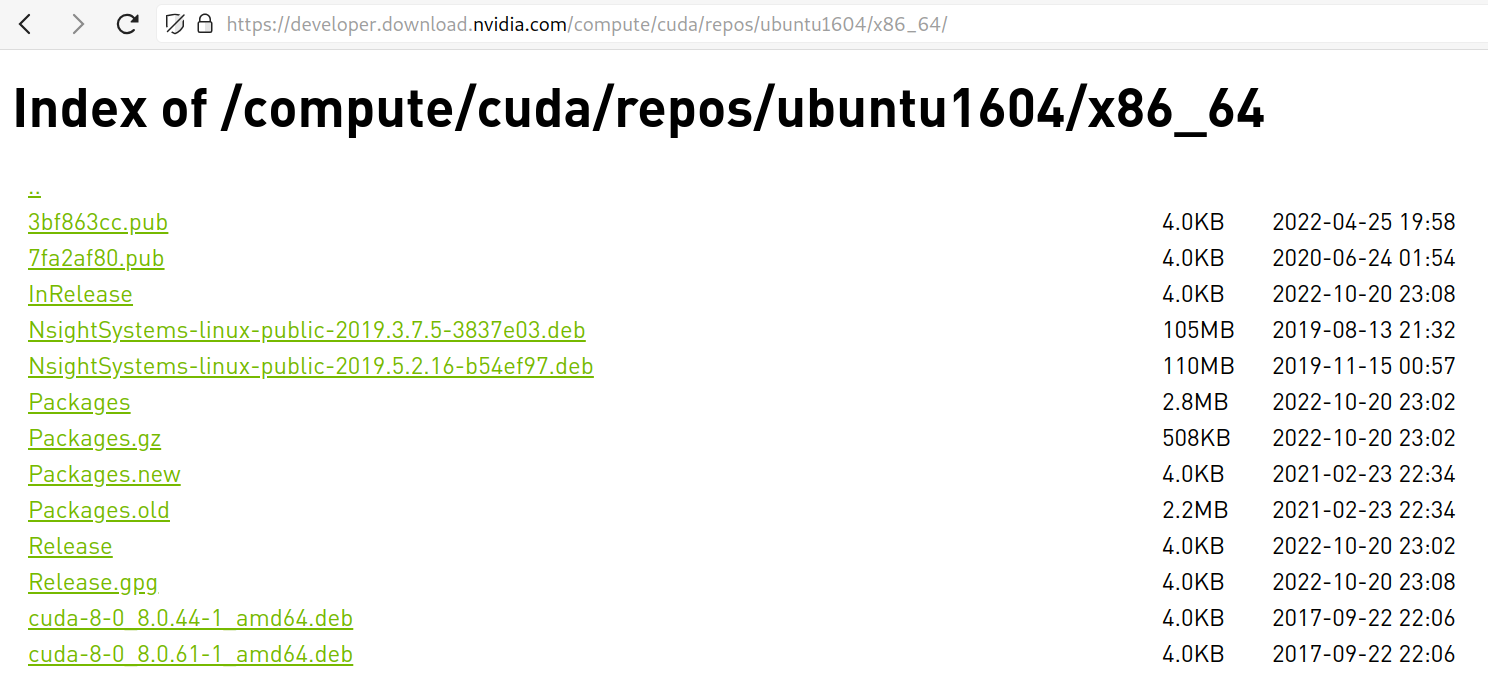 https://developer.download.nvidia.com/compute/cuda/repos/ubuntu1604/x86_64/
Index of /compute/cuda/repos/ubuntu1604/x86_64
..
3bf863cc.pub 4.0KB 2022-04-25 19:58
7fa2af80.pub 4.0KB 2020-06-24 01:54
InRelease 4.0KB 2022-10-20 23:08
NsightSystems-linux-public-2019.3.7.5-3837e03.deb 105MB 2019-08-13 21:32
NsightSystems-linux-public-2019.5.2.16-b54ef97.deb 110MB 2019-11-15 00:57
Packages 2.8MB 2022-10-20 23:02
Packages.gz 508KB 2022-10-20 23:02
Packages.new 4.0KB 2021-02-23 22:34
Packages.old 2.2MB 2021-02-23 22:34
Release 4.0KB 2022-10-20 23:02
Release.gpg 4.0KB 2022-10-20 23:08
cuda-8-0_8.0.44-1_amd64.deb 4.0KB 2017-09-22 22:06
cuda-8-0_8.0.61-1_amd64.deb 4.0KB 2017-09-22 22:06